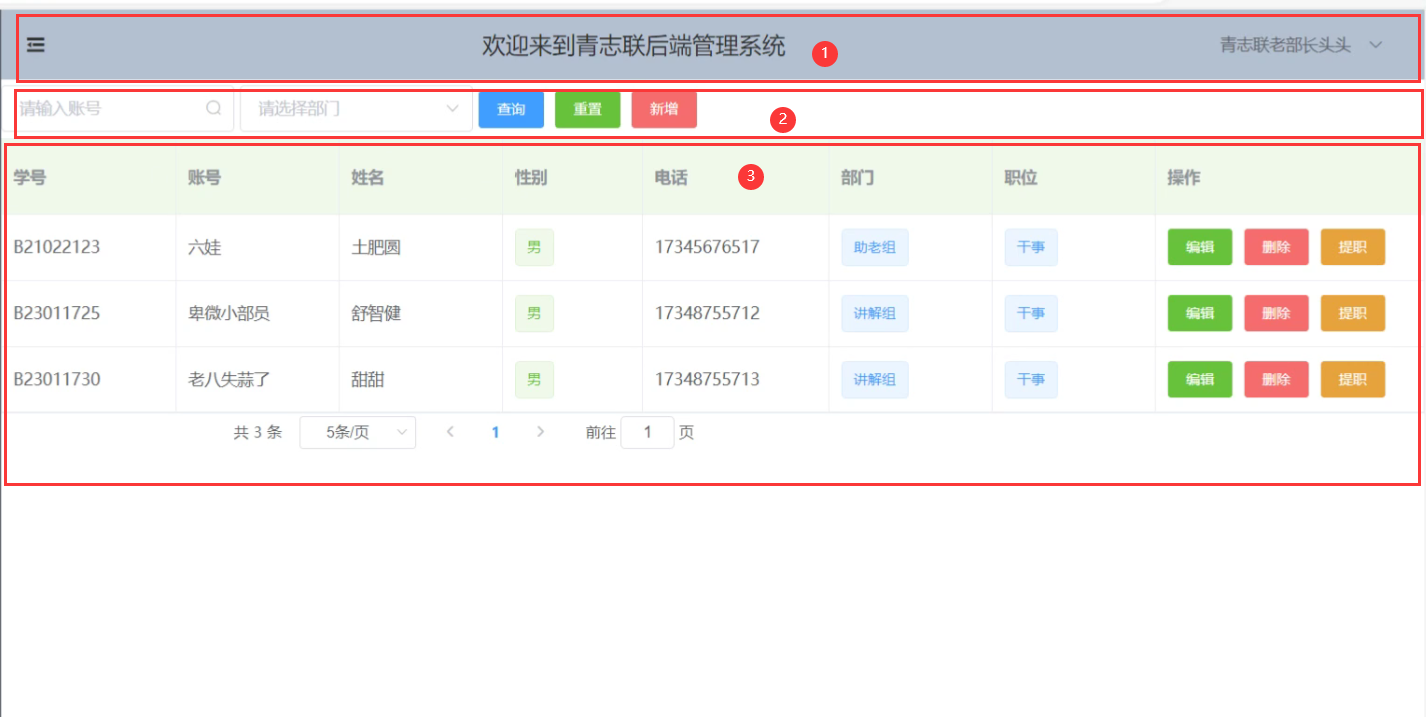 欢迎来到青志联后端管理系统 1 青志联老部长头头
请输入账号 请选择部门 查询 重置 新增 2
学号 账号 姓名 性别 电话 3 部门 职位 操作
B21022123 六娃 土肥圆 男 17345676517 助老组 干事 编辑 删除 提职
B23011725 卑微小部员 舒智健 男 17348755712 讲解组 干事 编辑 删除 提职
B23011730 老八失蒜了 甜甜 男 17348755713 讲解组 干事 编辑 删除 提职
共 3 条 5条/页 1 前往 1 页